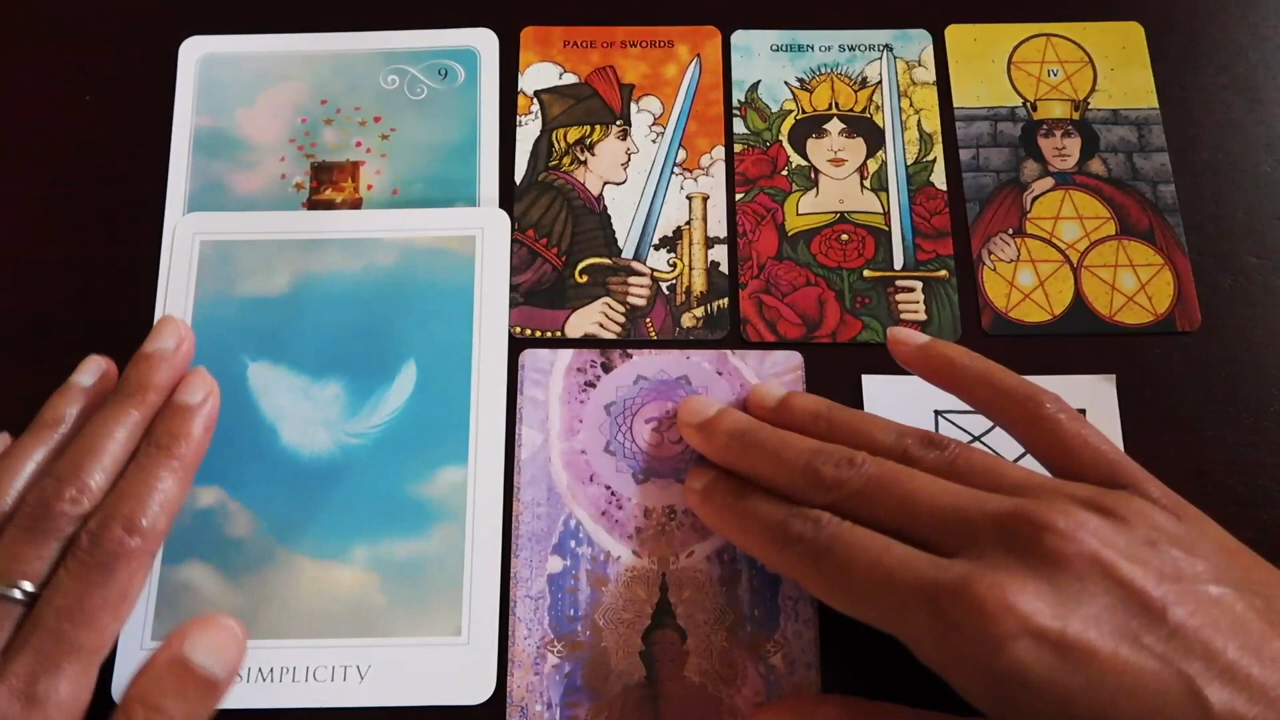 9
PAGE OF SWORDS
QUEEN OF SWORDS
IV
ॐ
SIMPLICITY